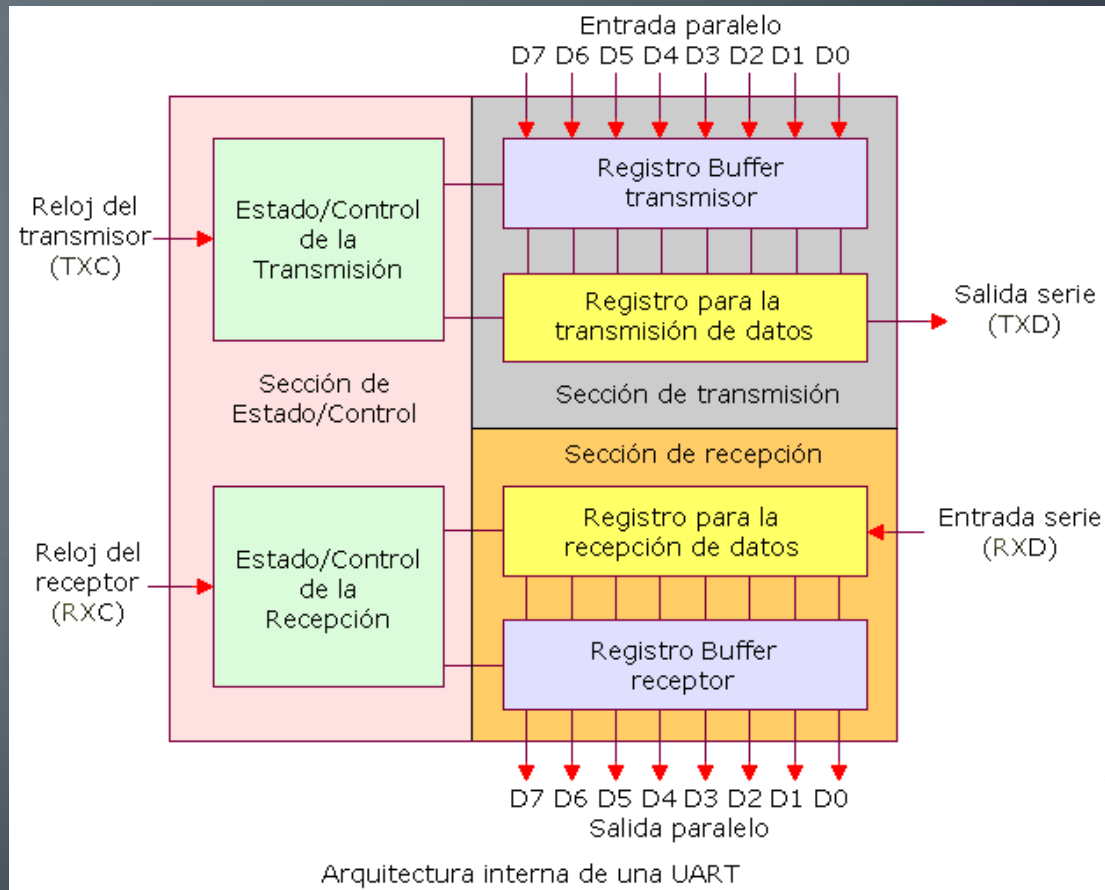 Entrada paralelo
D7 D6 D5 D4 D3 D2 D1 D0
Reloj del
transmisor
(TXC)
Estado/Control
de la
Transmisión
Registro Buffer
transmisor
Registro para la
transmisión de datos
Salida serie
(TXD)
Sección de
Estado/Control
Sección de transmisión
Sección de recepción
Reloj del
receptor
(RXC)
Estado/Control
de la
Recepción
Registro para la
recepción de datos
Entrada serie
(RXD)
Registro Buffer
receptor
D7 D6 D5 D4 D3 D2 D1 D0
Salida paralelo
Arquitectura interna de una UART